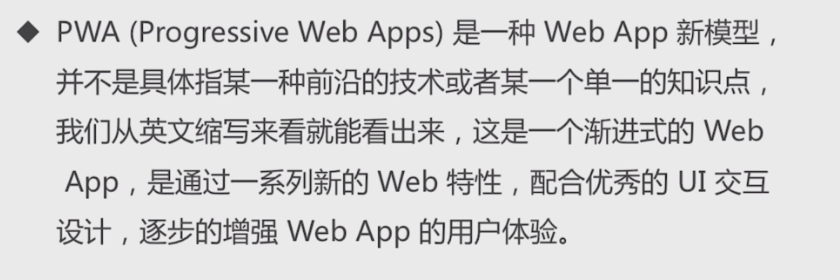 ◆ PWA (Progressive Web Apps) 是一种 Web App 新模型，
并不是具体指某一种前沿的技术或者某一个单一的知识点，
我们从英文缩写来看就能看出来，这是一个渐进式的 Web
App，是通过一系列新的 Web 特性，配合优秀的 UI 交互
设计，逐步的增强 Web App 的用户体验。